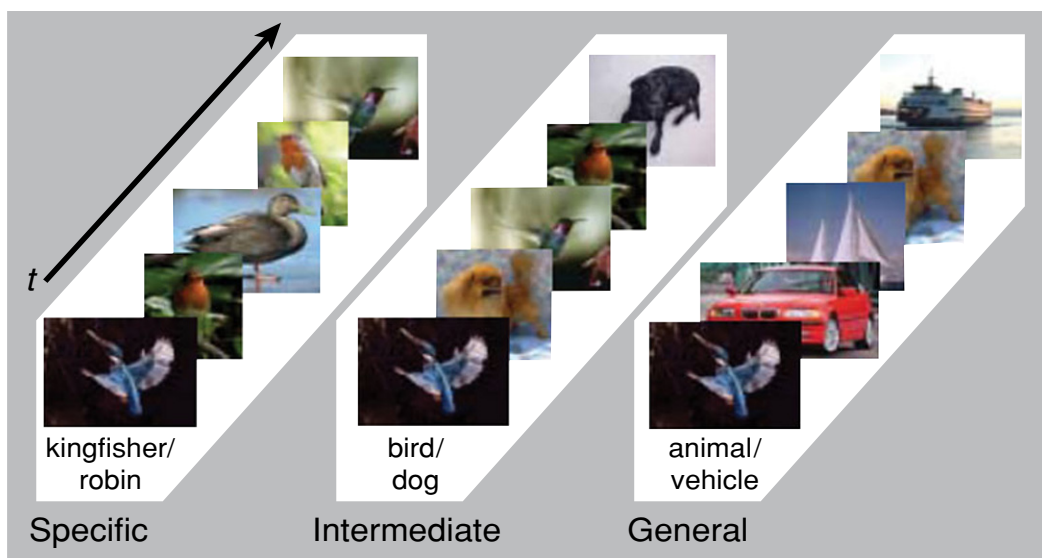 t
kingfisher/
robin
bird/
dog
animal/
vehicle
Specific
Intermediate
General